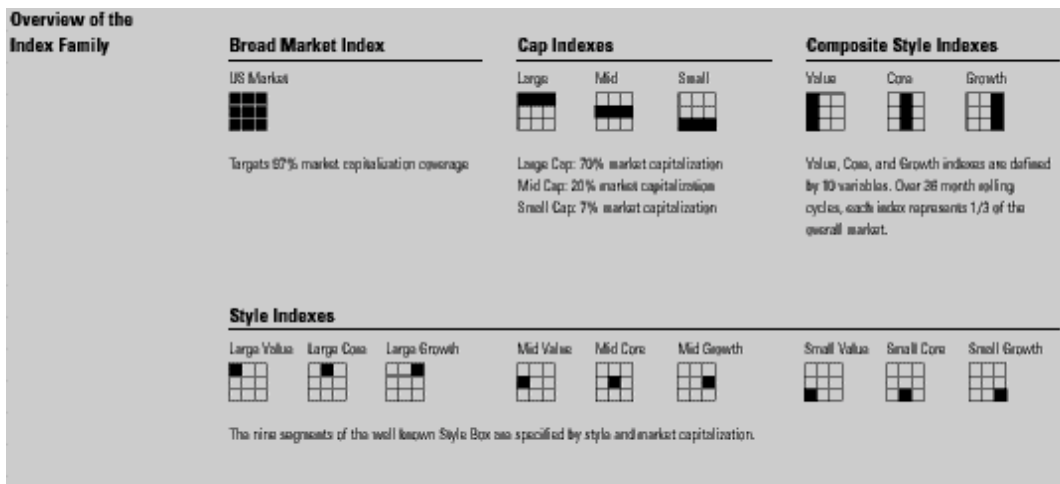 Overview of the
Index Family
Broad Market Index
US Market
Targets 97% market capitalization coverage
Cap Indexes
Large Mid Small
Large Cap: 70% market capitalization
Mid Cap: 20% market capitalization
Small Cap: 7% market capitalization
Composite Style Indexes
Value Core Growth
Value, Core, and Growth indexes are defined
by 10 variables. Over 36 month rolling
cycles, each index represents 1/3 of the
overall market.
Style Indexes
Large Value Large Core Large Growth Mid Value Mid Core Mid Growth Small Value Small Core Small Growth
The nine segments of the well known Style Box are specified by style and market capitalization.